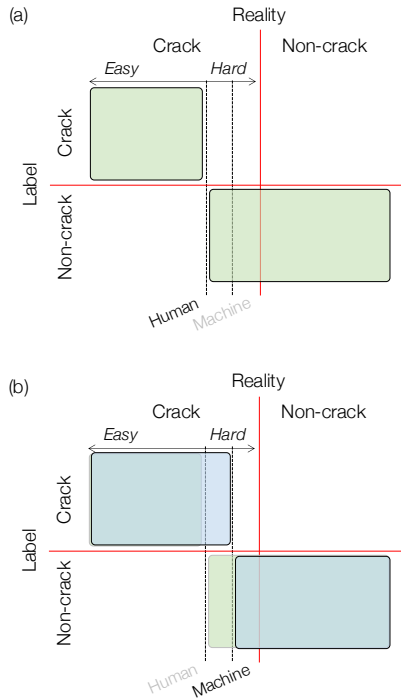 (a)
Reality
Crack
Non-crack
Easy
Hard
Label
Crack
Non-crack
Human
Machine
(b)
Reality
Crack
Non-crack
Easy
Hard
Label
Crack
Non-crack
Human
Machine